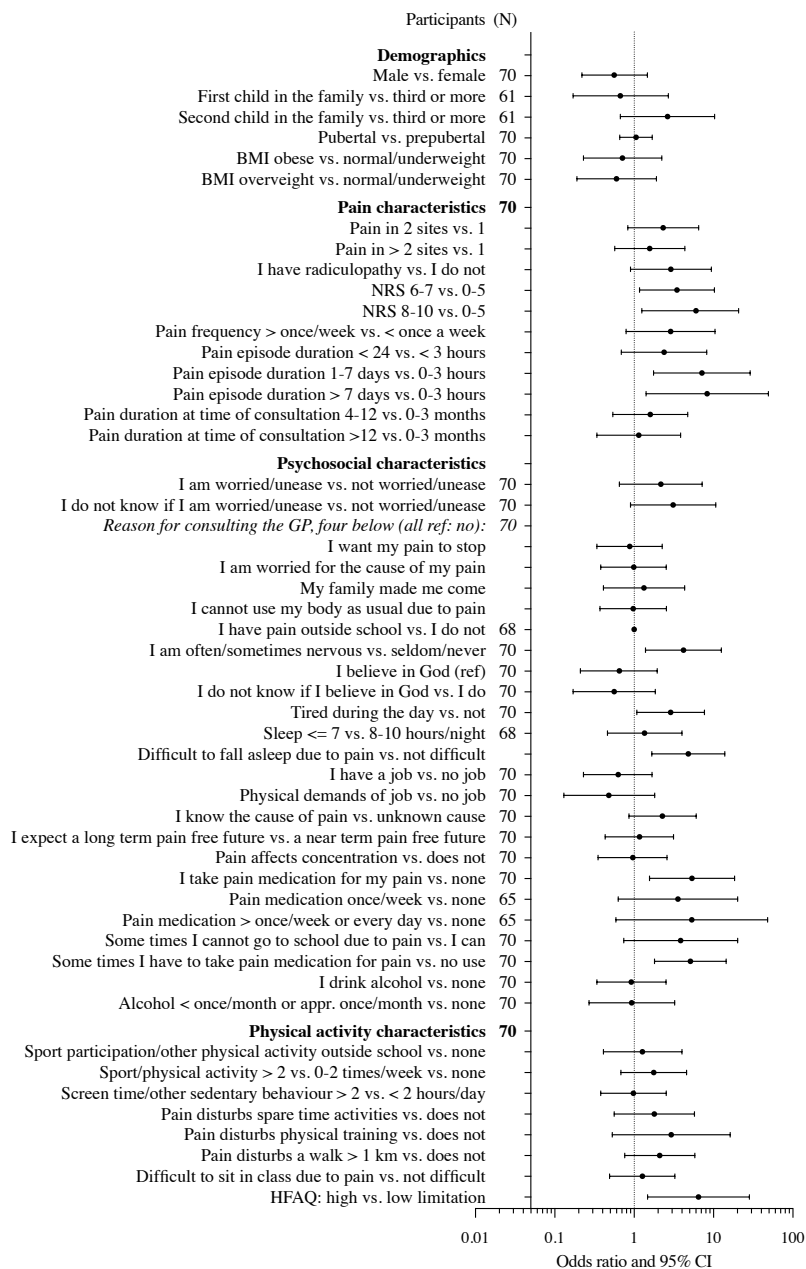 Participants (N)
Demographics
Male vs. female 70
First child in the family vs. third or more 61
Second child in the family vs. third or more 61
Pubertal vs. prepubertal 70
BMI obese vs. normal/underweight 70
BMI overveight vs. normal/underweight 70
Pain characteristics 70
Pain in 2 sites vs. 1
Pain in > 2 sites vs. 1
I have radiculopathy vs. I do not
NRS 6-7 vs. 0-5
NRS 8-10 vs. 0-5
Pain frequency > once/week vs. < once a week
Pain episode duration < 24 vs. < 3 hours
Pain episode duration 1-7 days vs. 0-3 hours
Pain episode duration > 7 days vs. 0-3 hours
Pain duration at time of consultation 4-12 vs. 0-3 months
Pain duration at time of consultation >12 vs. 0-3 months
Psychosocial characteristics
I am worried/unease vs. not worried/unease 70
I do not know if I am worried/unease vs. not worried/unease 70
Reason for consulting the GP, four below (all ref: no): 70
I want my pain to stop
I am worried for the cause of my pain
My family made me come
I cannot use my body as usual due to pain
I have pain outside school vs. I do not 68
I am often/sometimes nervous vs. seldom/never 70
I believe in God (ref) 70
I do not know if I believe in God vs. I do 70
Tired during the day vs. not 70
Sleep <= 7 vs. 8-10 hours/night 68
Difficult to fall asleep due to pain vs. not difficult
I have a job vs. no job 70
Physical demands of job vs. no job 70
I know the cause of pain vs. unknown cause 70
I expect a long term pain free future vs. a near term pain free future 70
Pain affects concentration vs. does not 70
I take pain medication for my pain vs. none 70
Pain medication once/week vs. none 65
Pain medication > once/week or every day vs. none 65
Some times I cannot go to school due to pain vs. I can 70
Some times I have to take pain medication for pain vs. no use 70
I drink alcohol vs. none 70
Alcohol < once/month or appr. once/month vs. none 70
Physical activity characteristics 70
Sport participation/other physical activity outside school vs. none
Sport/physical activity > 2 vs. 0-2 times/week vs. none
Screen time/other sedentary behaviour > 2 vs. < 2 hours/day
Pain disturbs spare time activities vs. does not
Pain disturbs physical training vs. does not
Pain disturbs a walk > 1 km vs. does not
Difficult to sit in class due to pain vs. not difficult
HFAQ: high vs. low limitation
0.01 0.1 1 10 100
Odds ratio and 95% CI